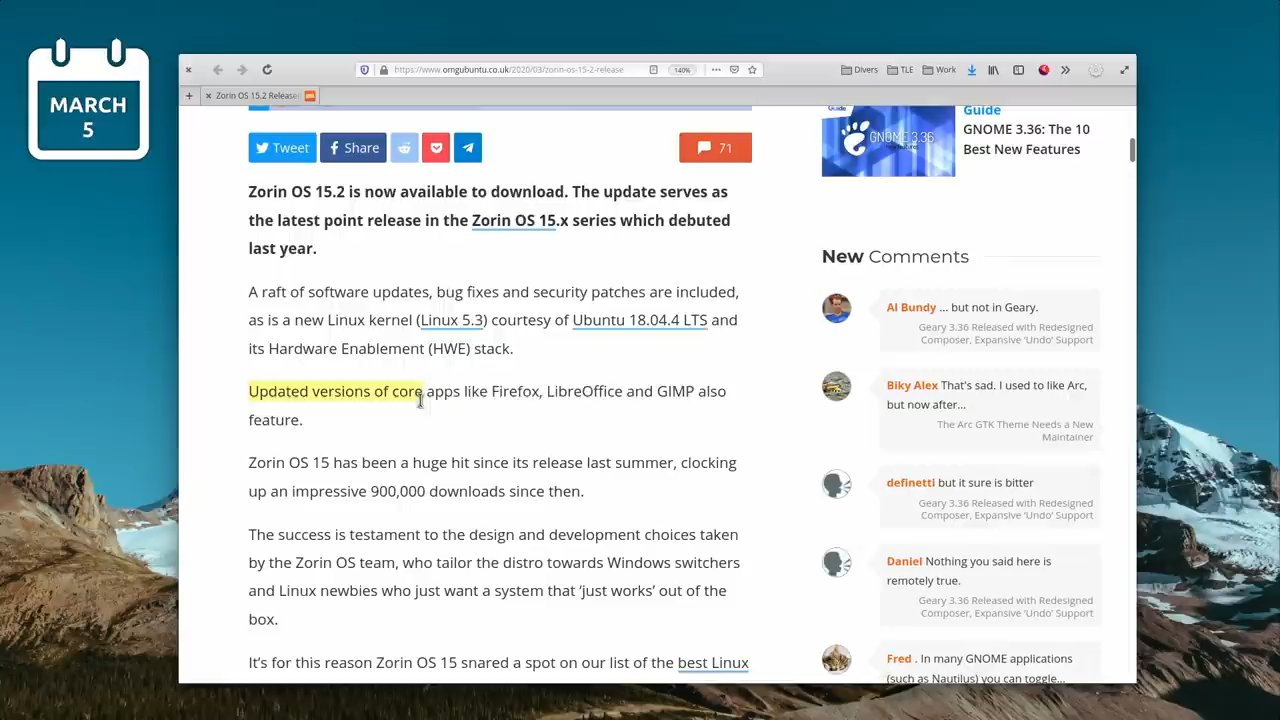 MARCH
5
https://www.omgubuntu.co.uk/2020/03/zorin-os-15-2-release
140%
Divers
TLE
Work
Zorin OS 15.2 Release
Tweet
Share
71
Zorin OS 15.2 is now available to download. The update serves as
the latest point release in the Zorin OS 15.x series which debuted
last year.
A raft of software updates, bug fixes and security patches are included,
as is a new Linux kernel (Linux 5.3) courtesy of Ubuntu 18.04.4 LTS and
its Hardware Enablement (HWE) stack.
Updated versions of core apps like Firefox, LibreOffice and GIMP also
feature.
Zorin OS 15 has been a huge hit since its release last summer, clocking
up an impressive 900,000 downloads since then.
The success is testament to the design and development choices taken
by the Zorin OS team, who tailor the distro towards Windows switchers
and Linux newbies who just want a system that ‘just works’ out of the
box.
It’s for this reason Zorin OS 15 snared a spot on our list of the best Linux
Guide
GNOME 3.36
new features
Guide
GNOME 3.36: The 10
Best New Features
New Comments
Al Bundy ... but not in Geary.
Geary 3.36 Released with Redesigned
Composer, Expansive ‘Undo’ Support
Biky Alex That's sad. I used to like Arc,
but now after...
The Arc GTK Theme Needs a New
Maintainer
definetti but it sure is bitter
Geary 3.36 Released with Redesigned
Composer, Expansive ‘Undo’ Support
Daniel Nothing you said here is
remotely true.
Geary 3.36 Released with Redesigned
Composer, Expansive ‘Undo’ Support
Fred . In many GNOME applications
(such as Nautilus) you can toggle...